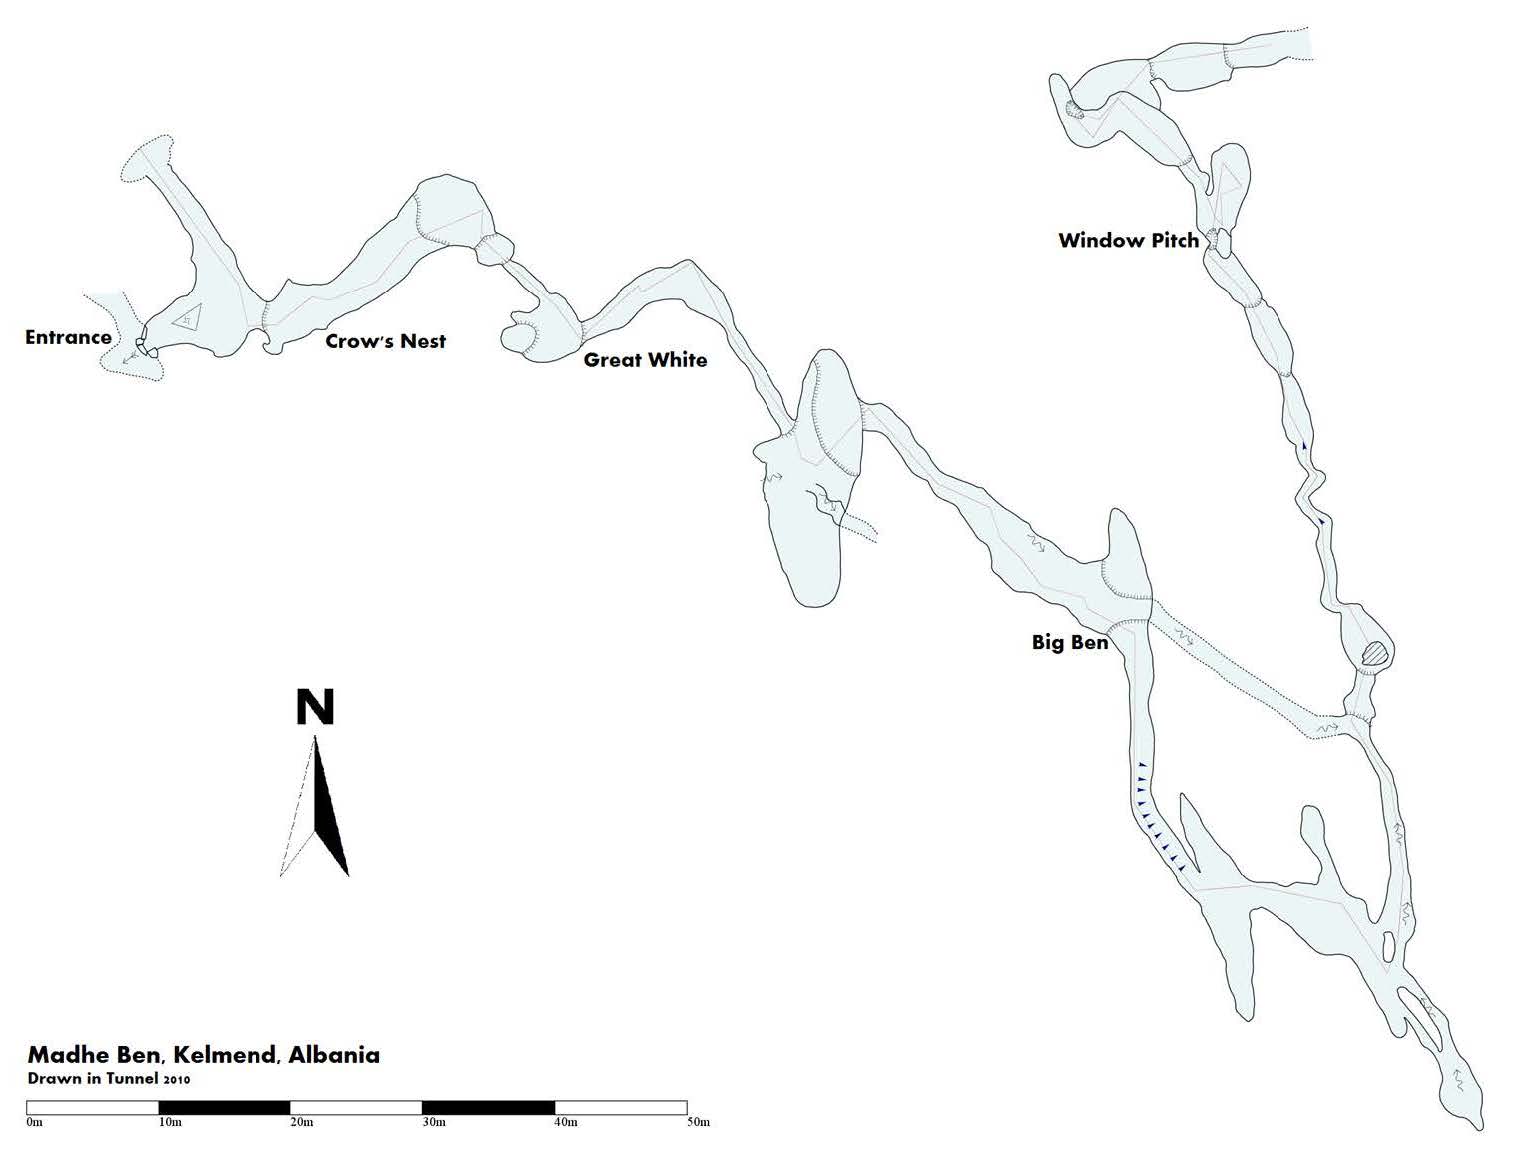 Window Pitch
Entrance
Crow's Nest
Great White
Big Ben
N
Madhe Ben, Kelmend, Albania
Drawn in Tunnel 2010
0m 10m 20m 30m 40m 50m